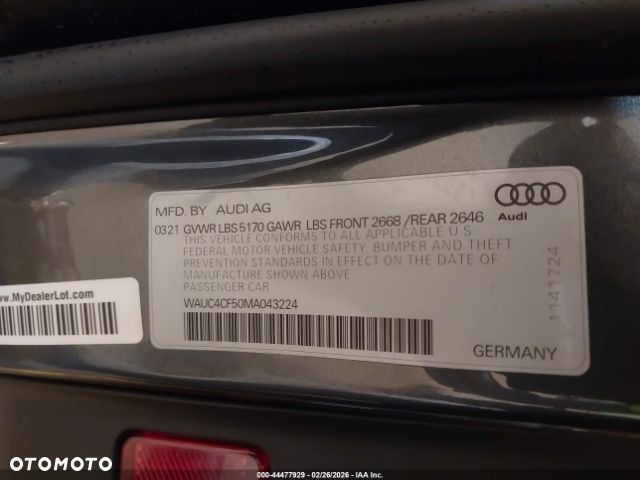 MFD. BY AUDI AG
Audi
0321 GVWR LBS 5170 GAWR LBS FRONT 2668 /REAR 2646
THIS VEHICLE CONFORMS TO ALL APPLICABLE U S
FEDERAL MOTOR VEHICLE SAFETY, BUMPER AND THEFT
PREVENTION STANDARDS IN EFFECT ON THE DATE OF
MANUFACTURE SHOWN ABOVE
PASSENGER CAR
WAUC4CF50MA043224
GERMANY
1141724
www.MyDealerLot.com
OTOMOTO
000-44477929 - 02/26/2026 - IAA Inc.